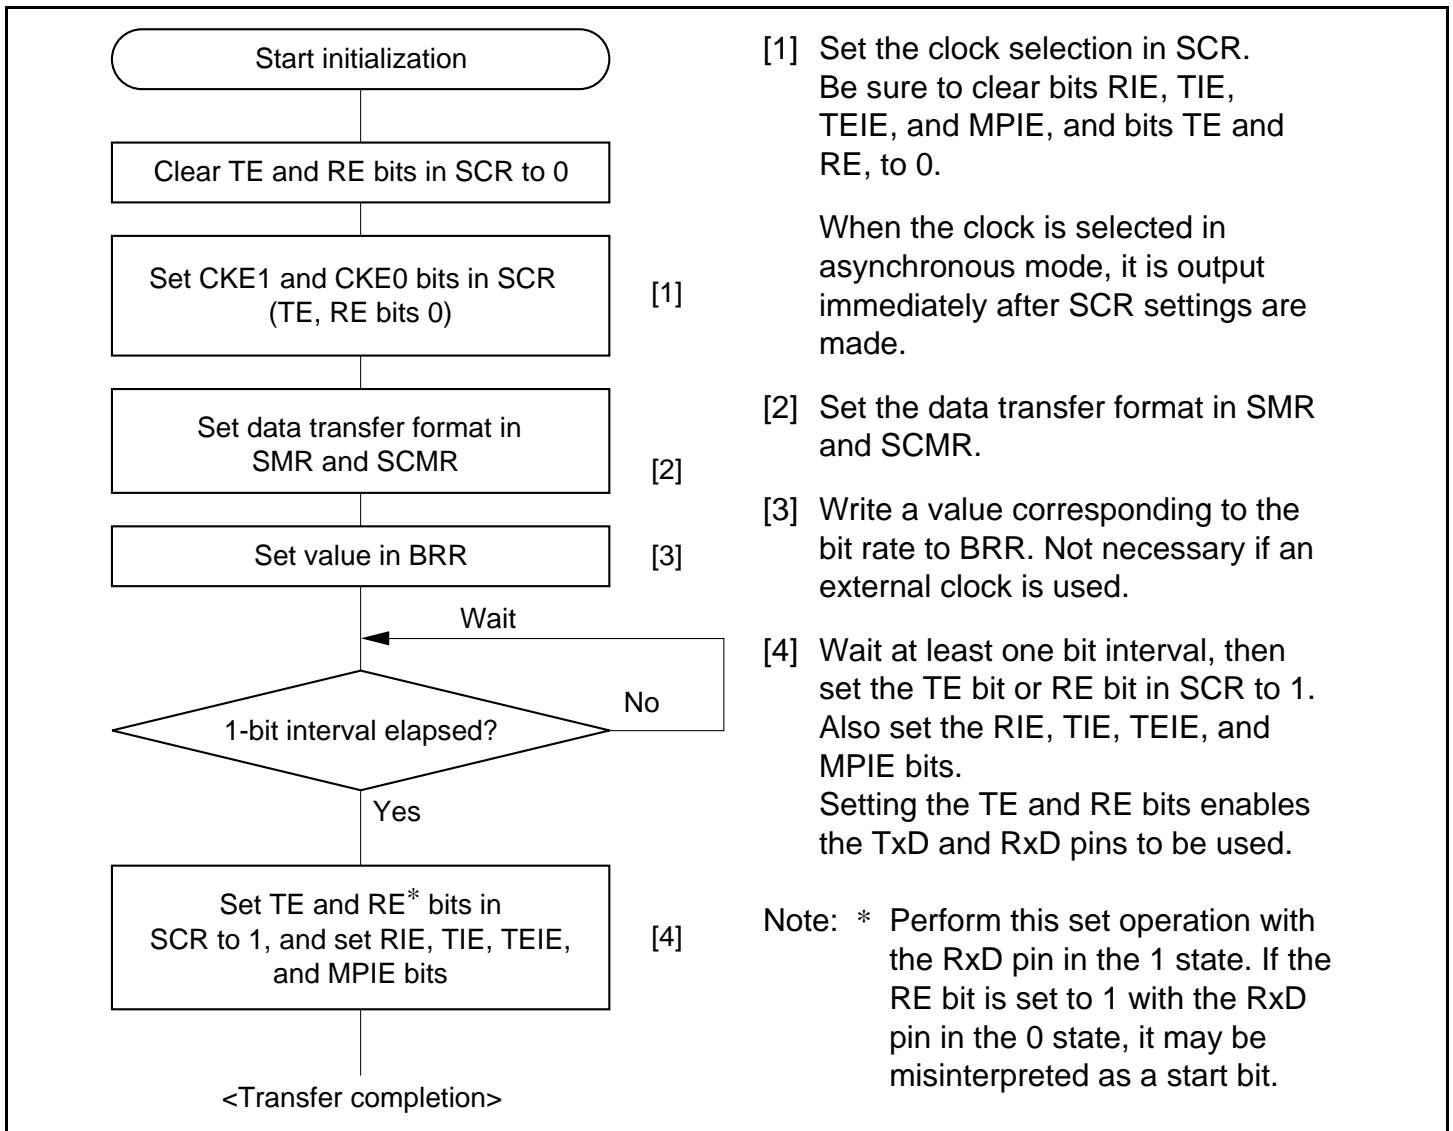 Start initialization
Clear TE and RE bits in SCR to 0
Set CKE1 and CKE0 bits in SCR
(TE, RE bits 0)
[1]
Set data transfer format in
SMR and SCMR
[2]
Set value in BRR
[3]
Wait
1-bit interval elapsed?
No
Yes
Set TE and RE* bits in
SCR to 1, and set RIE, TIE, TEIE,
and MPIE bits
[4]
<Transfer completion>
[1] Set the clock selection in SCR.
Be sure to clear bits RIE, TIE,
TEIE, and MPIE, and bits TE and
RE, to 0.
When the clock is selected in
asynchronous mode, it is output
immediately after SCR settings are
made.
[2] Set the data transfer format in SMR
and SCMR.
[3] Write a value corresponding to the
bit rate to BRR. Not necessary if an
external clock is used.
[4] Wait at least one bit interval, then
set the TE bit or RE bit in SCR to 1.
Also set the RIE, TIE, TEIE, and
MPIE bits.
Setting the TE and RE bits enables
the TxD and RxD pins to be used.
Note: * Perform this set operation with
the RxD pin in the 1 state. If the
RE bit is set to 1 with the RxD
pin in the 0 state, it may be
misinterpreted as a start bit.